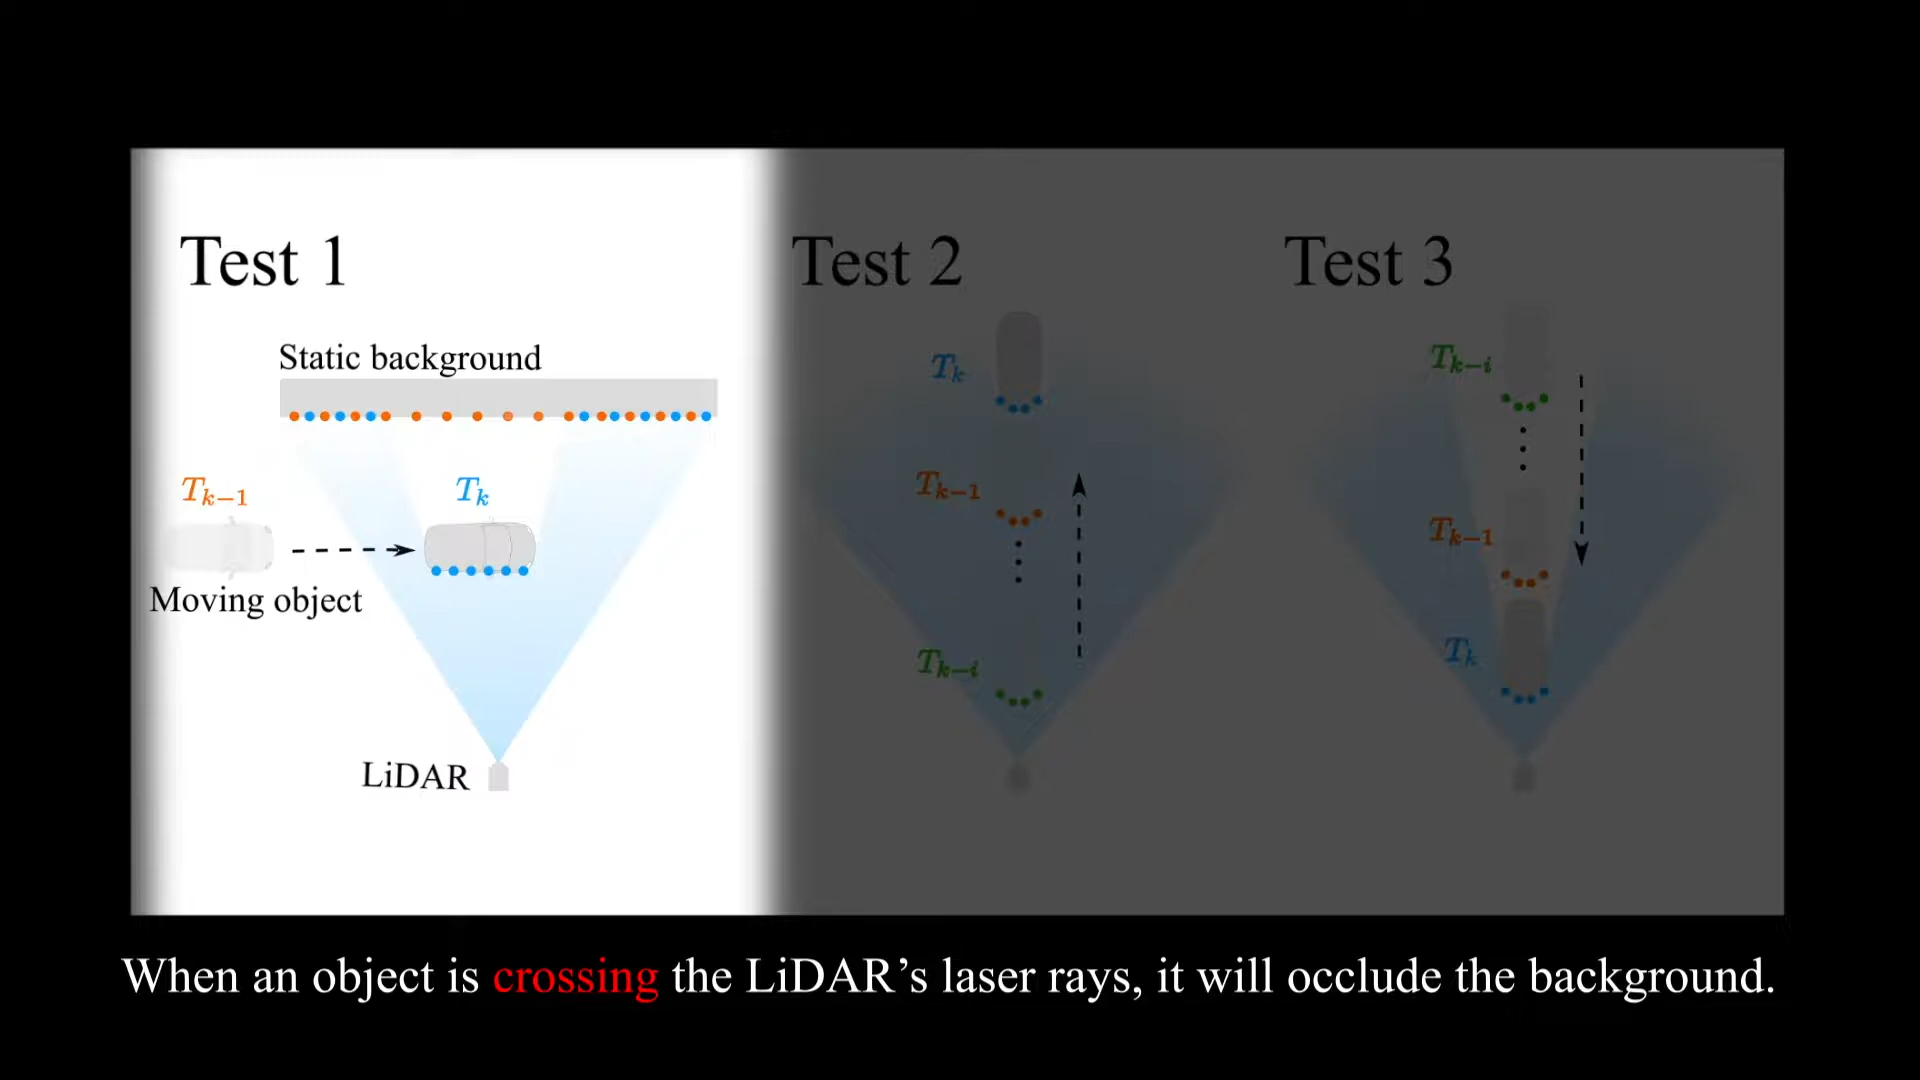 Test 1
Static background
T_{k-1}
T_k
Moving object
LiDAR
Test 2
T_k
T_{k-1}
T_{k-i}
Test 3
T_{k-i}
T_{k-1}
T_k
When an object is crossing the LiDAR’s laser rays, it will occlude the background.